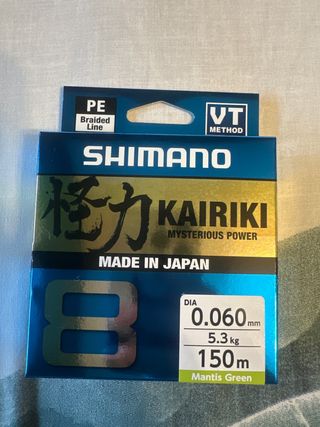 PE
Braided
Line
VT
METHOD
SHIMANO
怪力 KAIRIKI
MYSTERIOUS POWER
MADE IN JAPAN
8
DIA
0.060mm
5.3kg
150m
Mantis Green